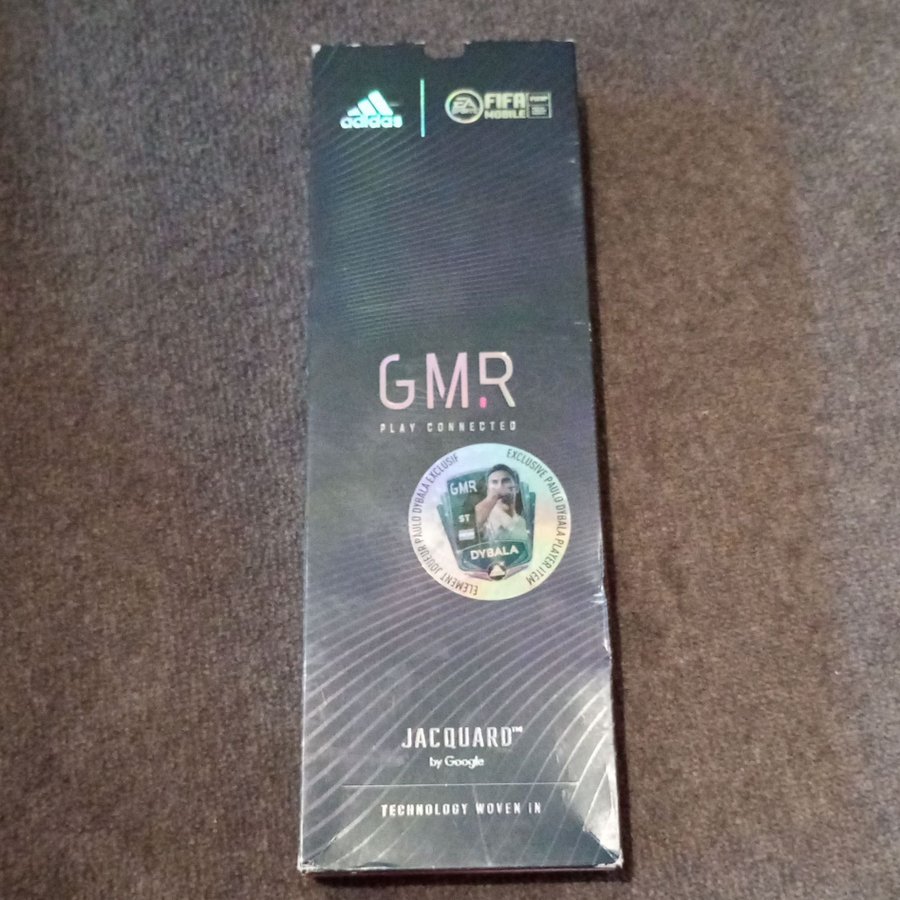 adidas
EA
FIFA
MOBILE
GMR
PLAY CONNECTED
EXCLUSIVE PAULO DYBALA PLAYER ITEM
ELEMENT JOUEUR PAULO DYBALA EXCLUSIF
GMR
ST
DYBALA
JACQUARD™
by Google
TECHNOLOGY WOVEN IN